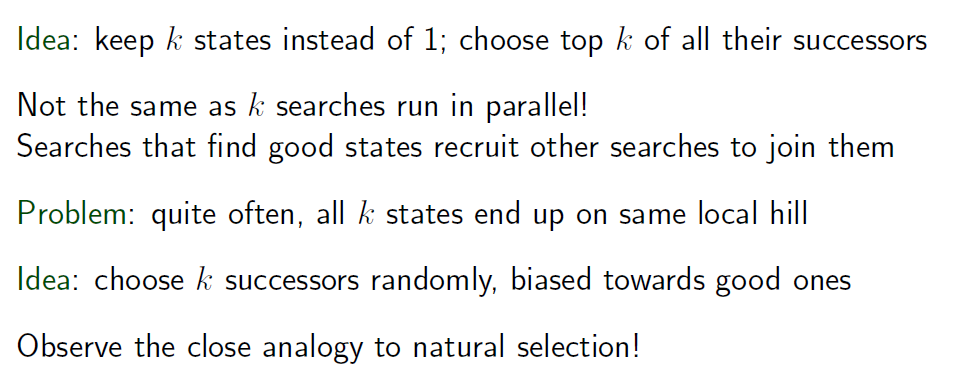 Idea: keep k states instead of 1; choose top k of all their successors
Not the same as k searches run in parallel!
Searches that find good states recruit other searches to join them
Problem: quite often, all k states end up on same local hill
Idea: choose k successors randomly, biased towards good ones
Observe the close analogy to natural selection!